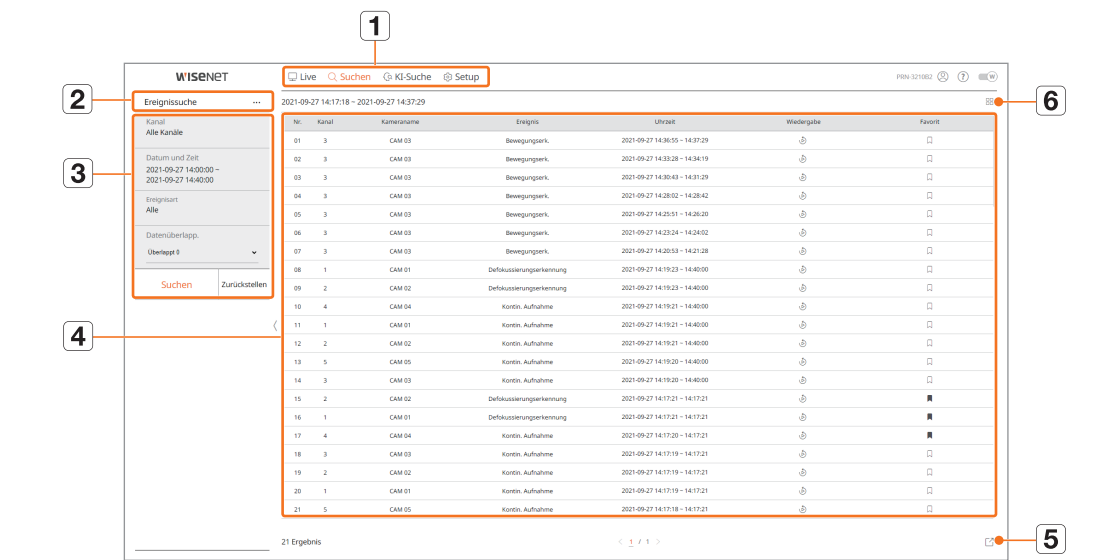 1
WISENET
Live Suchen KI-Suche Setup
PRN-3210B2 ? W
2
Ereignissuche ...
2021-09-27 14:17:18 ~ 2021-09-27 14:37:29
6
3
Kanal
Alle Kanäle
Datum und Zeit
2021-09-27 14:00:00 ~
2021-09-27 14:40:00
Ereignisart
Alle
Datenüberlapp.
Überlappt 0
Suchen Zurückstellen
4
Nr. Kanal Kameraname Ereignis Uhrzeit Wiedergabe Favorit
01 3 CAM 03 Bewegungserk. 2021-09-27 14:36:55 ~ 14:37:29
02 3 CAM 03 Bewegungserk. 2021-09-27 14:33:28 ~ 14:34:19
03 3 CAM 03 Bewegungserk. 2021-09-27 14:30:43 ~ 14:31:29
04 3 CAM 03 Bewegungserk. 2021-09-27 14:28:02 ~ 14:28:42
05 3 CAM 03 Bewegungserk. 2021-09-27 14:25:51 ~ 14:26:20
06 3 CAM 03 Bewegungserk. 2021-09-27 14:23:24 ~ 14:24:02
07 3 CAM 03 Bewegungserk. 2021-09-27 14:20:53 ~ 14:21:28
08 1 CAM 01 Defokussierungserkennung 2021-09-27 14:19:23 ~ 14:40:00
09 2 CAM 02 Defokussierungserkennung 2021-09-27 14:19:23 ~ 14:40:00
10 4 CAM 04 Kontin. Aufnahme 2021-09-27 14:19:21 ~ 14:40:00
11 1 CAM 01 Kontin. Aufnahme 2021-09-27 14:19:21 ~ 14:40:00
12 2 CAM 02 Kontin. Aufnahme 2021-09-27 14:19:21 ~ 14:40:00
13 5 CAM 05 Kontin. Aufnahme 2021-09-27 14:19:20 ~ 14:40:00
14 3 CAM 03 Kontin. Aufnahme 2021-09-27 14:19:20 ~ 14:40:00
15 2 CAM 02 Defokussierungserkennung 2021-09-27 14:17:21 ~ 14:17:21
16 1 CAM 01 Defokussierungserkennung 2021-09-27 14:17:21 ~ 14:17:21
17 4 CAM 04 Kontin. Aufnahme 2021-09-27 14:17:20 ~ 14:17:21
18 3 CAM 03 Kontin. Aufnahme 2021-09-27 14:17:19 ~ 14:17:21
19 2 CAM 02 Kontin. Aufnahme 2021-09-27 14:17:19 ~ 14:17:21
20 1 CAM 01 Kontin. Aufnahme 2021-09-27 14:17:19 ~ 14:17:21
21 5 CAM 05 Kontin. Aufnahme 2021-09-27 14:17:18 ~ 14:17:21
21 Ergebnis
< 1 / 1 >
5